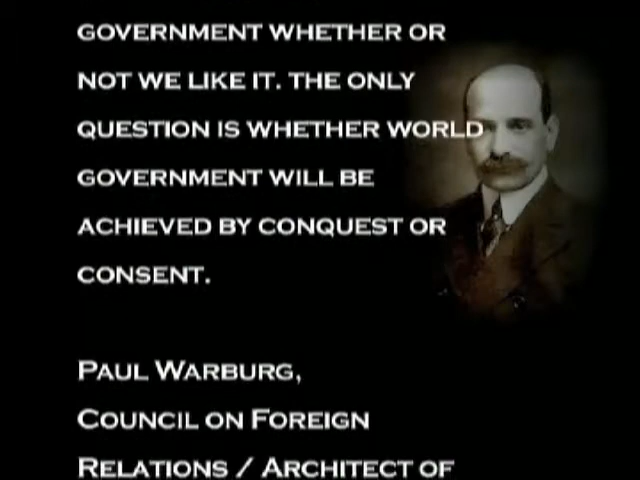 GOVERNMENT WHETHER OR
NOT WE LIKE IT. THE ONLY
QUESTION IS WHETHER WORLD
GOVERNMENT WILL BE
ACHIEVED BY CONQUEST OR
CONSENT.
PAUL WARBURG,
COUNCIL ON FOREIGN
RELATIONS / ARCHITECT OF